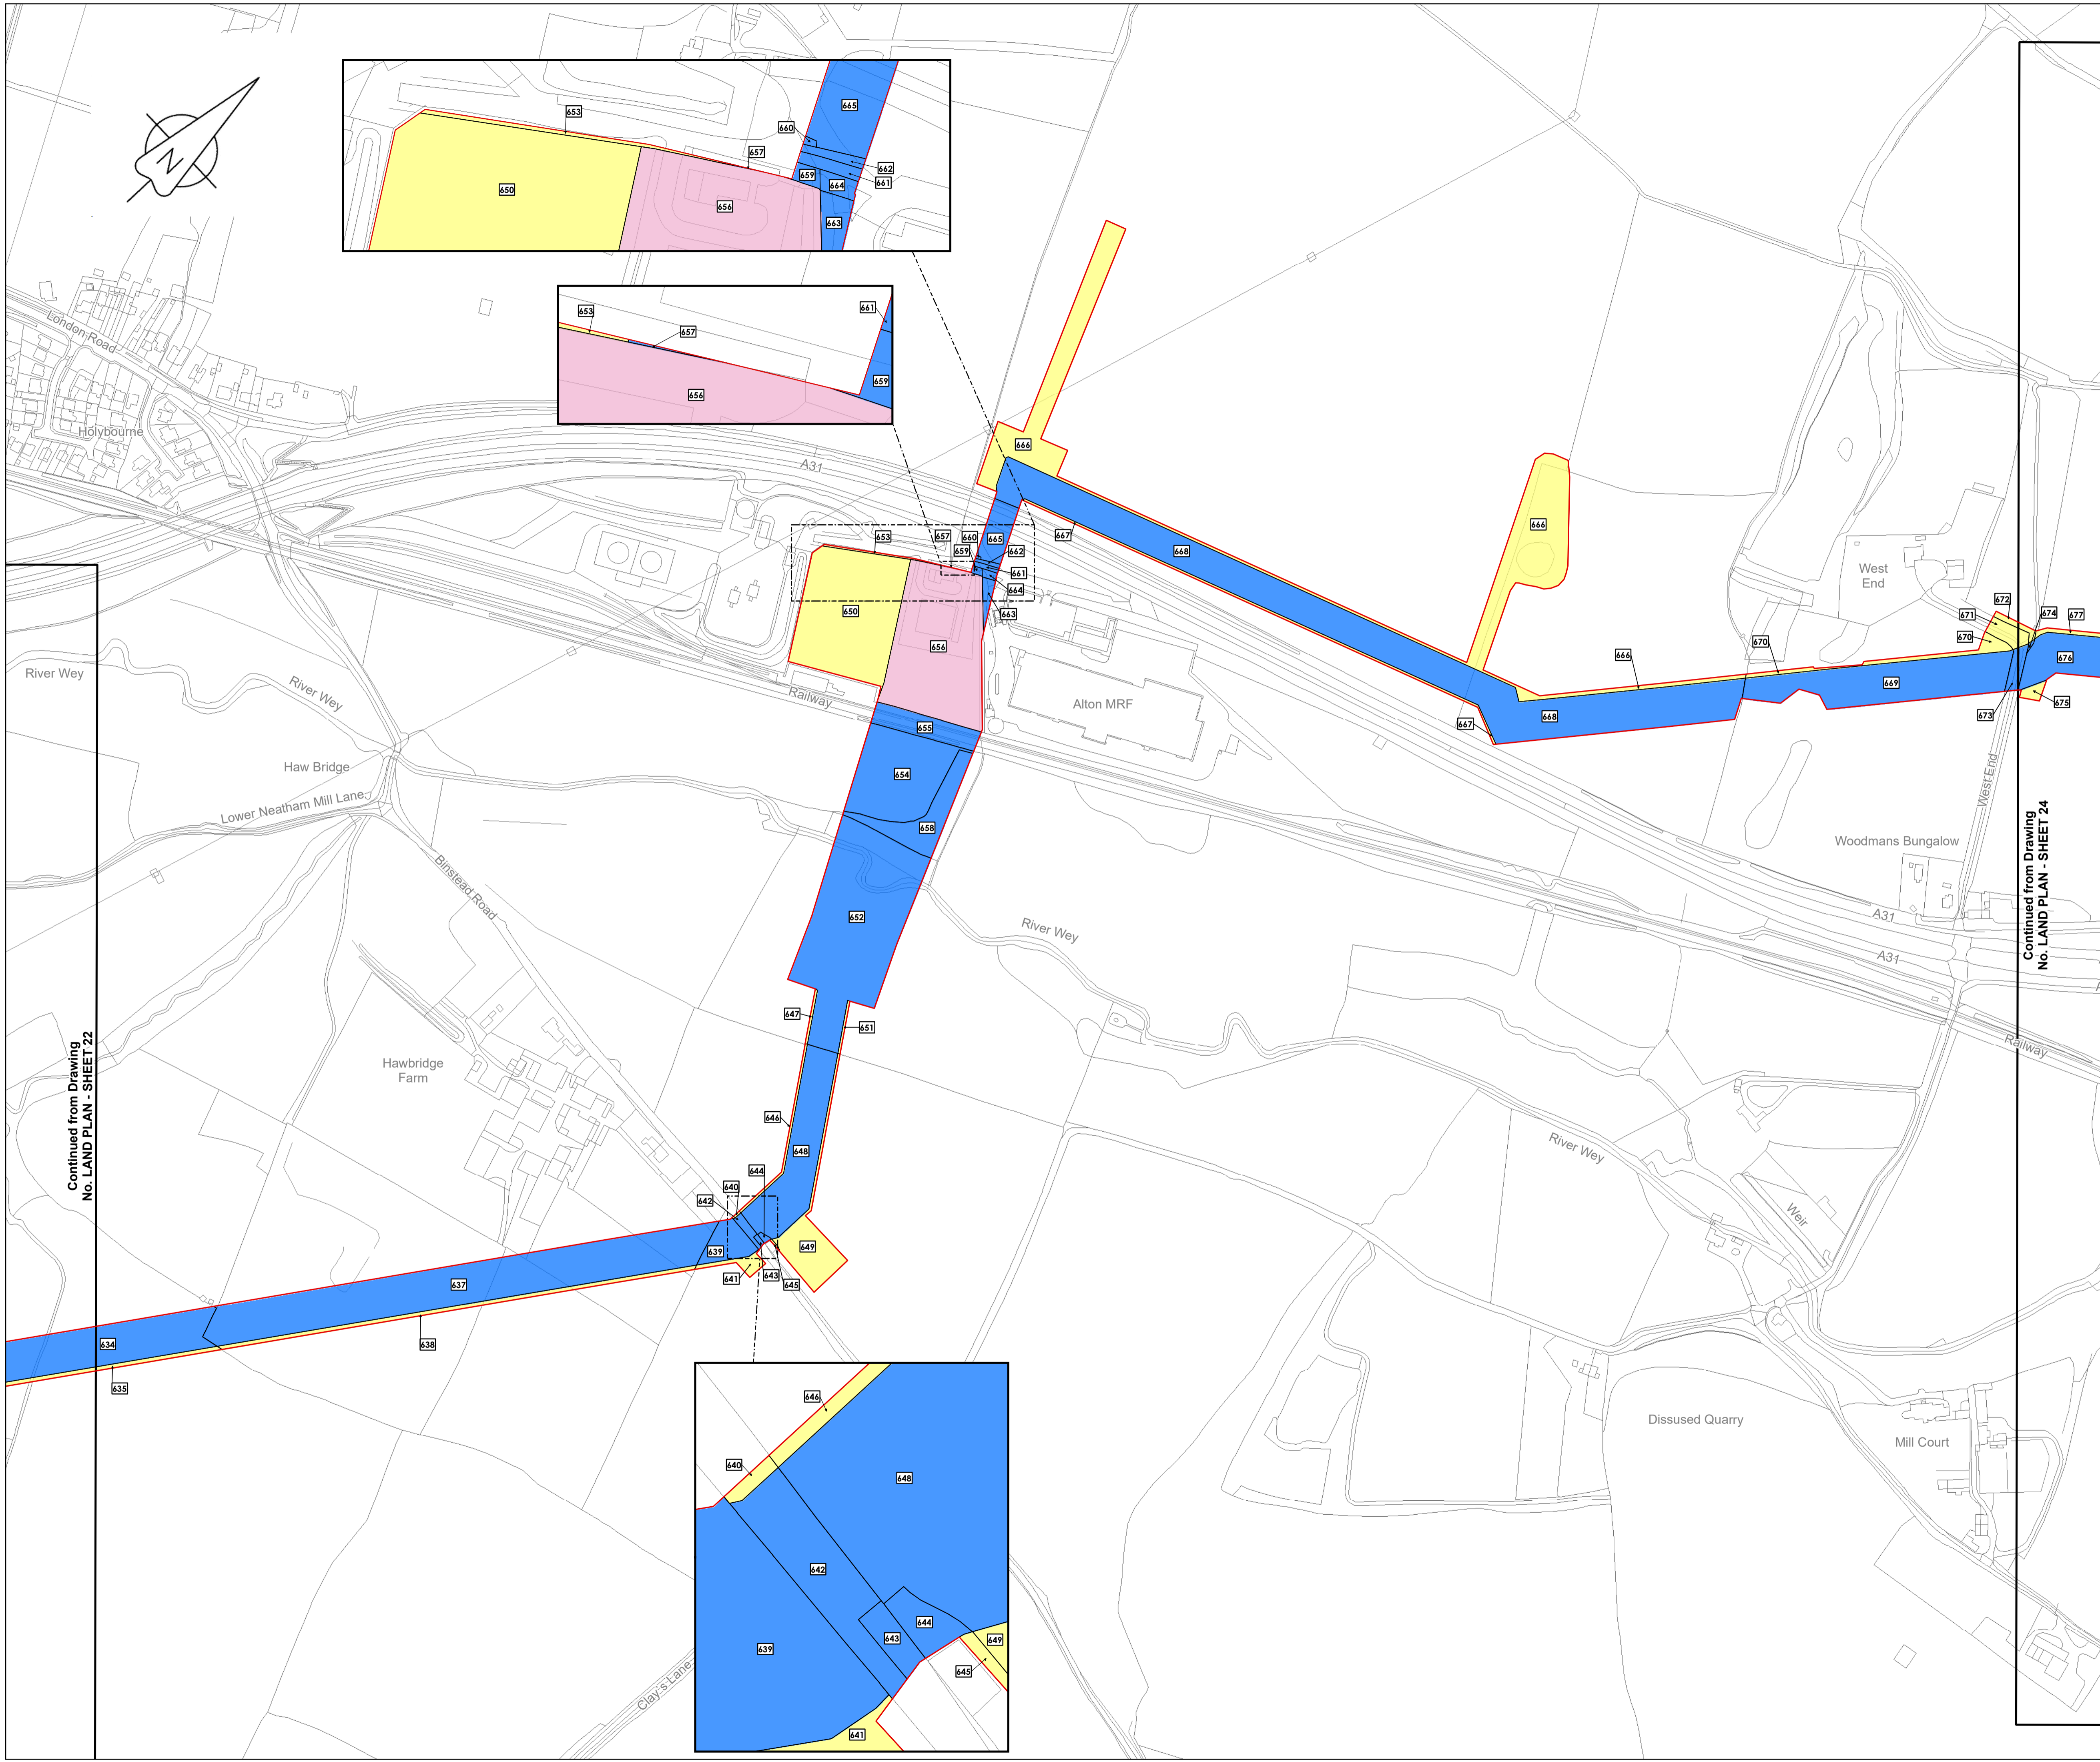 653
665
660
657
662
659
661
664
650
656
663
N
653
661
657
659
656
London Road
Holybourne
A31
666
666
653
657
660
665
659
662
661
664
663
667
668
650
656
West
End
672
671
674
677
670
670
676
666
669
675
673
668
667
River Wey
River Wey
Railway
Alton MRF
655
654
658
Haw Bridge
Lower Neatham Mill Lane
Binstead Road
West End
Woodmans Bungalow
A31
A31
Continued from Drawing
No. LAND PLAN - SHEET 24
652
River Wey
647
651
Railway
Hawbridge
Farm
Continued from Drawing
No. LAND PLAN - SHEET 22
646
648
644
640
642
River Wey
Weir
639
649
641
643
645
637
634
638
635
646
640
648
642
644
643
639
649
645
641
Clay's Lane
Dissused Quarry
Mill Court